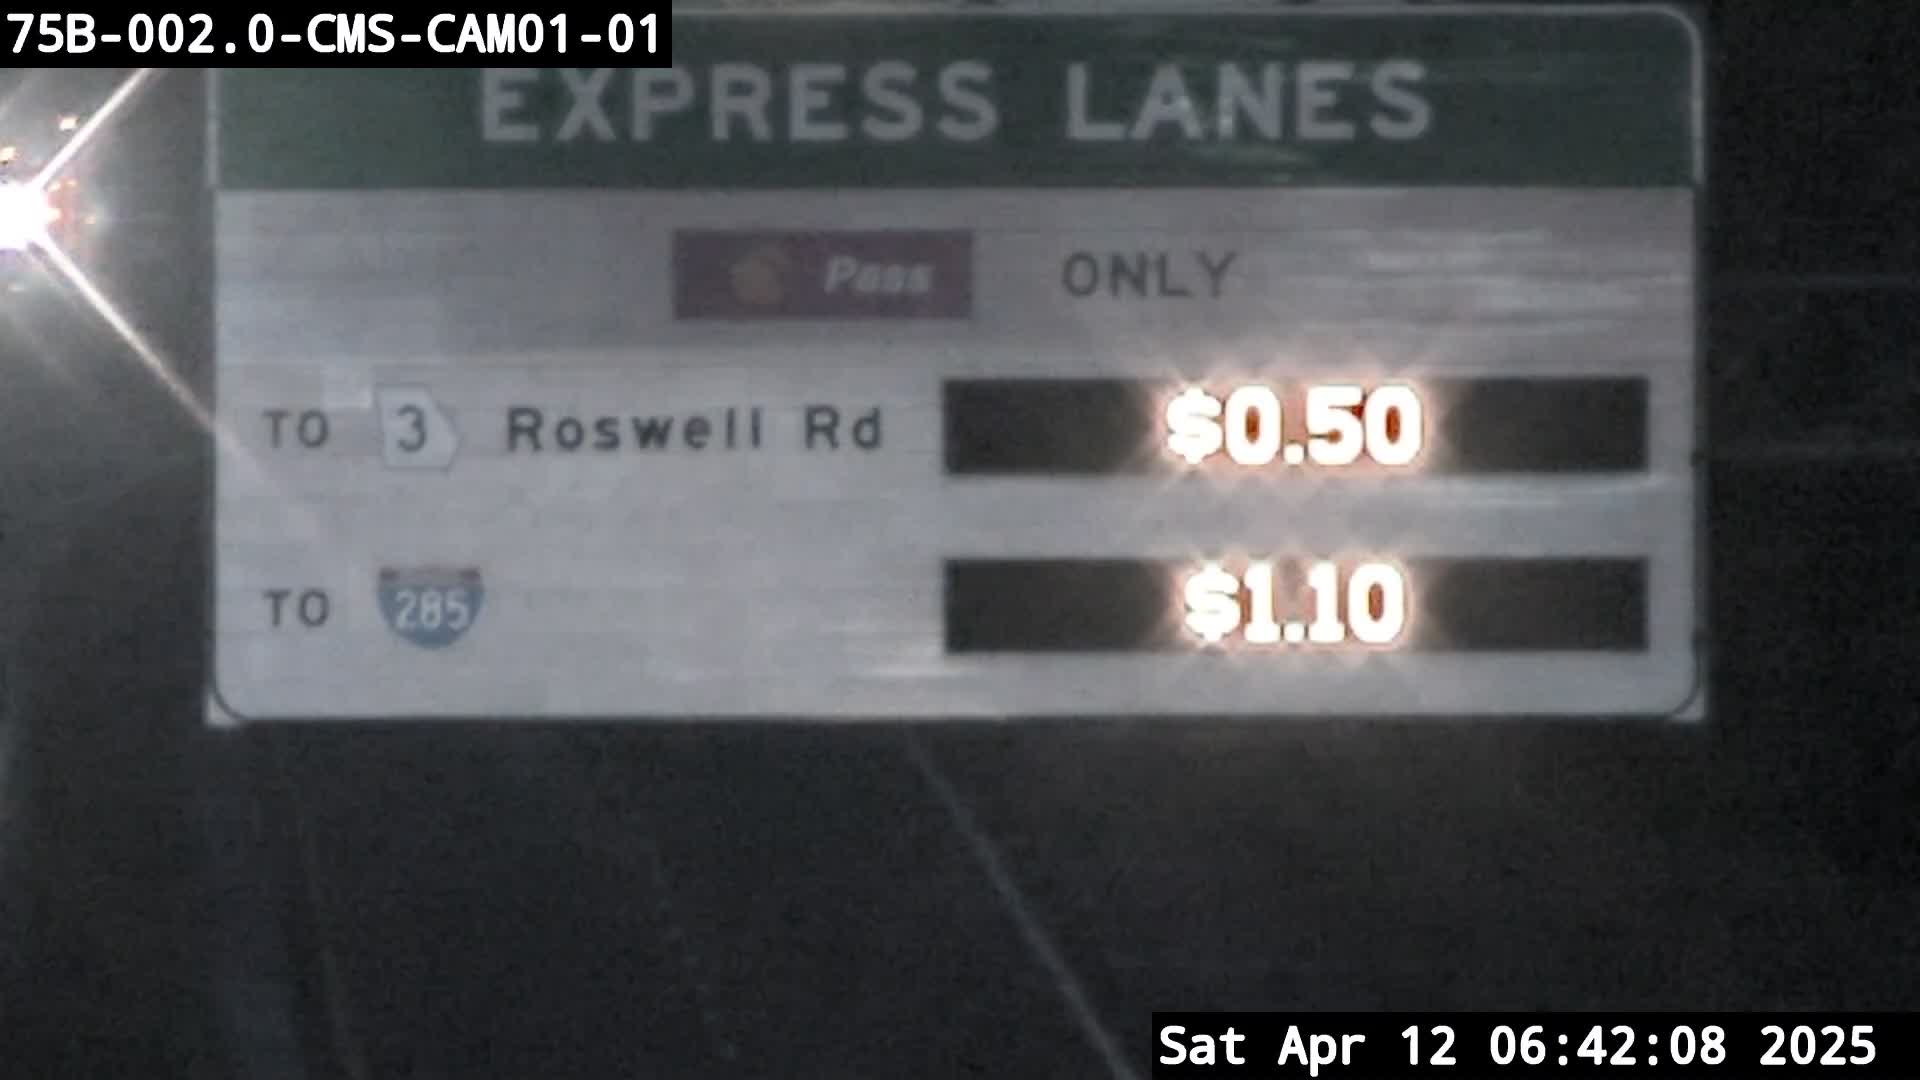 75B-002.0-CMS-CAM01-01
EXPRESS LANES
Pass ONLY
TO 3 Roswell Rd $0.50
TO 285 $1.10
Sat Apr 12 06:42:08 2025